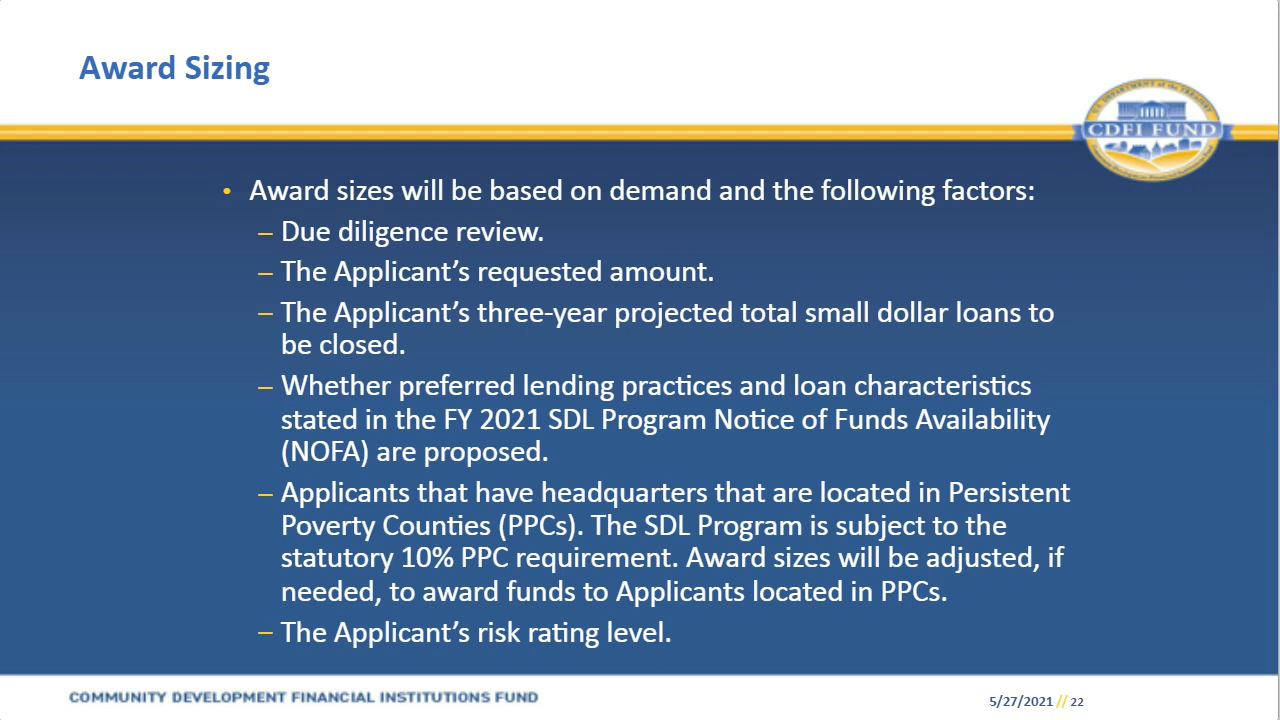 Award Sizing
U.S. DEPARTMENT of the TREASURY
CDFI FUND
• Award sizes will be based on demand and the following factors:
– Due diligence review.
– The Applicant’s requested amount.
– The Applicant’s three-year projected total small dollar loans to
be closed.
– Whether preferred lending practices and loan characteristics
stated in the FY 2021 SDL Program Notice of Funds Availability
(NOFA) are proposed.
– Applicants that have headquarters that are located in Persistent
Poverty Counties (PPCs). The SDL Program is subject to the
statutory 10% PPC requirement. Award sizes will be adjusted, if
needed, to award funds to Applicants located in PPCs.
– The Applicant’s risk rating level.
COMMUNITY DEVELOPMENT FINANCIAL INSTITUTIONS FUND
5/27/2021 // 22